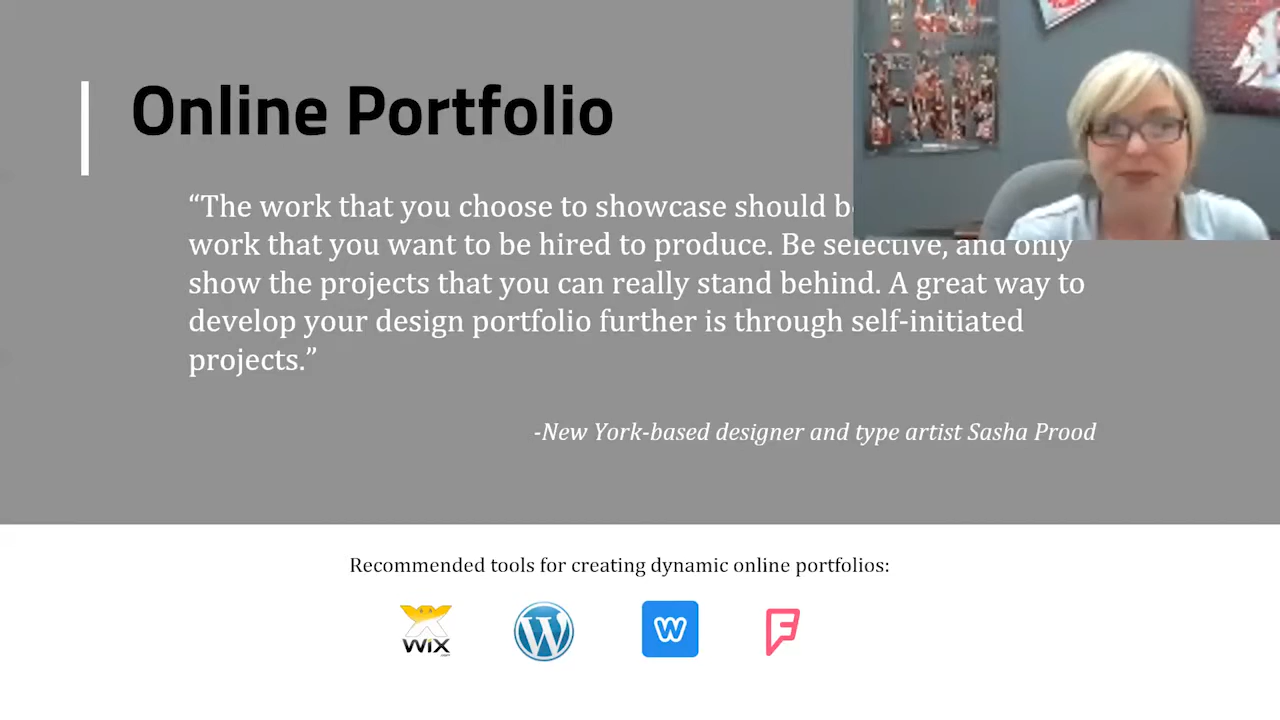 Online Portfolio
“The work that you choose to showcase should
work that you want to be hired to produce. Be selective, and only
show the projects that you can really stand behind. A great way to
develop your design portfolio further is through self-initiated
projects.”
-New York-based designer and type artist Sasha Prood
Recommended tools for creating dynamic online portfolios:
WiX
.com
W
W
F